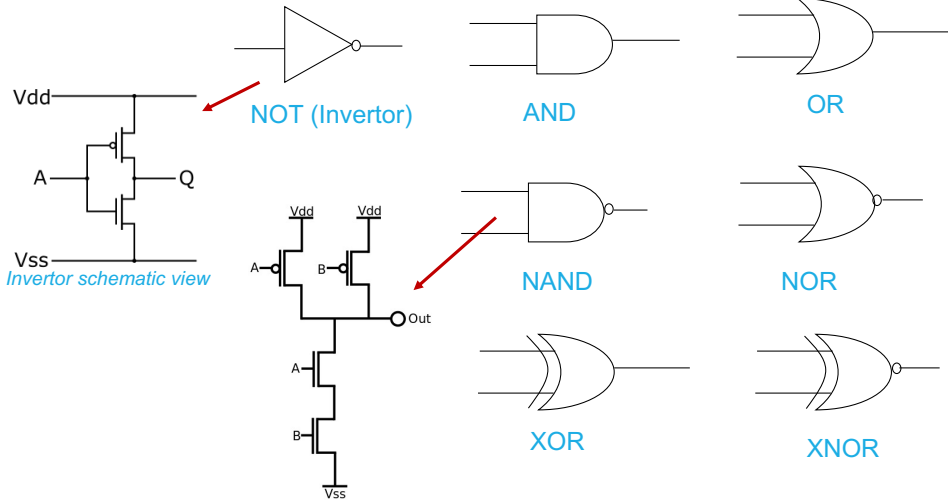 Vdd
A
Q
Vss
Invertor schematic view
NOT (Invertor)
AND
OR
Vdd
Vdd
A
B
Out
A
B
Vss
NAND
NOR
XOR
XNOR